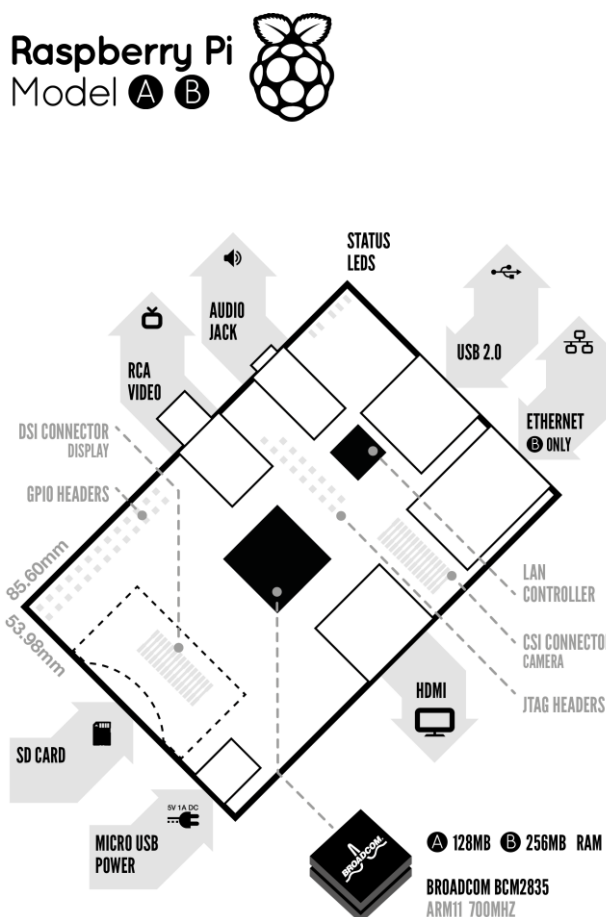 Raspberry Pi
Model A B
STATUS
LEDS
AUDIO
JACK
USB 2.0
RCA
VIDEO
ETHERNET
B ONLY
DSI CONNECTOR
DISPLAY
GPIO HEADERS
85.60mm
53.98mm
LAN
CONTROLLER
CSI CONNECTOR
CAMERA
JTAG HEADERS
HDMI
SD CARD
5V 1A DC
MICRO USB
POWER
BROADCOM
A 128MB B 256MB RAM
BROADCOM BCM2835
ARM11 700MHZ